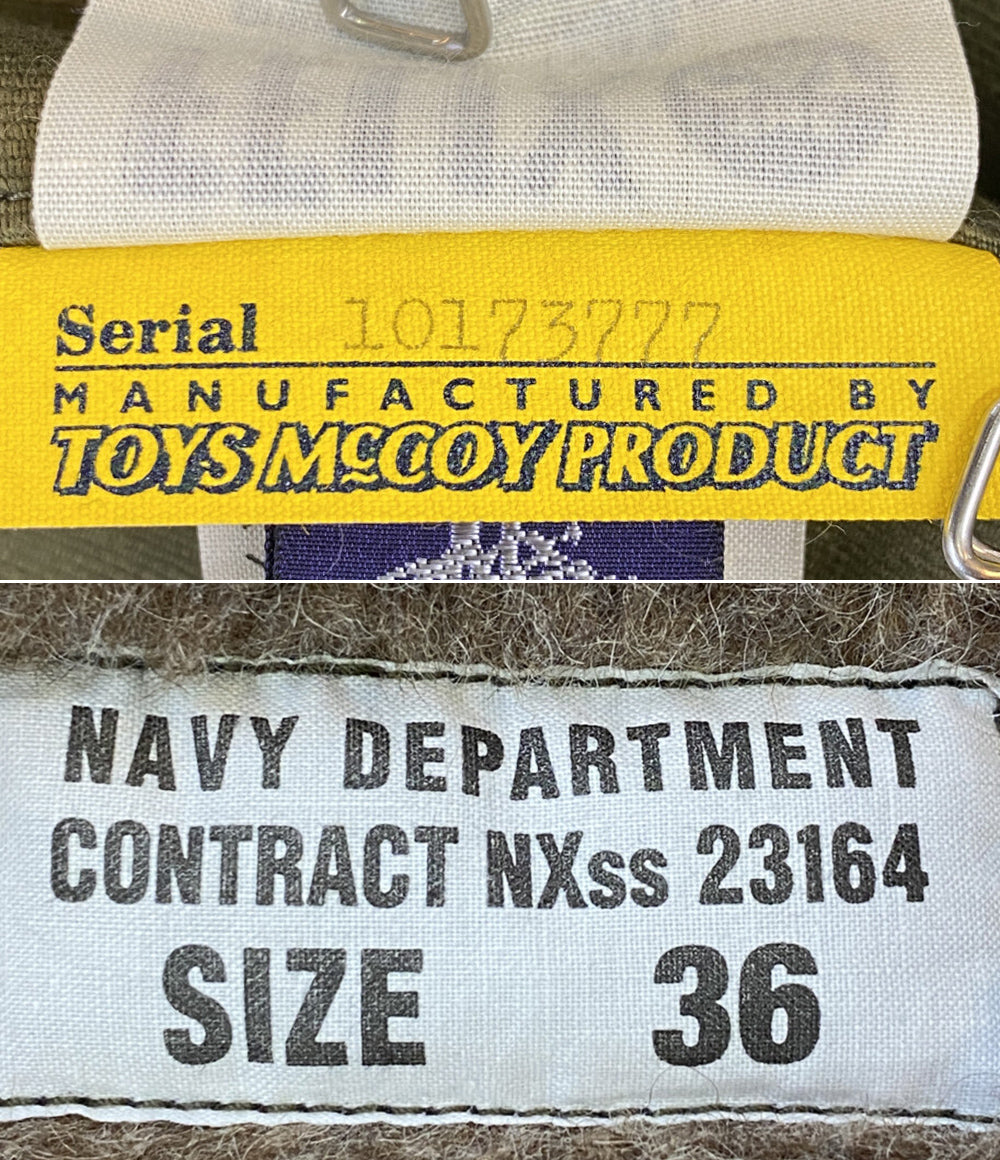 Serial 10173777
MANUFACTURED BY
TOYS McCOY PRODUCT
NAVY DEPARTMENT
CONTRACT NXss 23164
SIZE 36